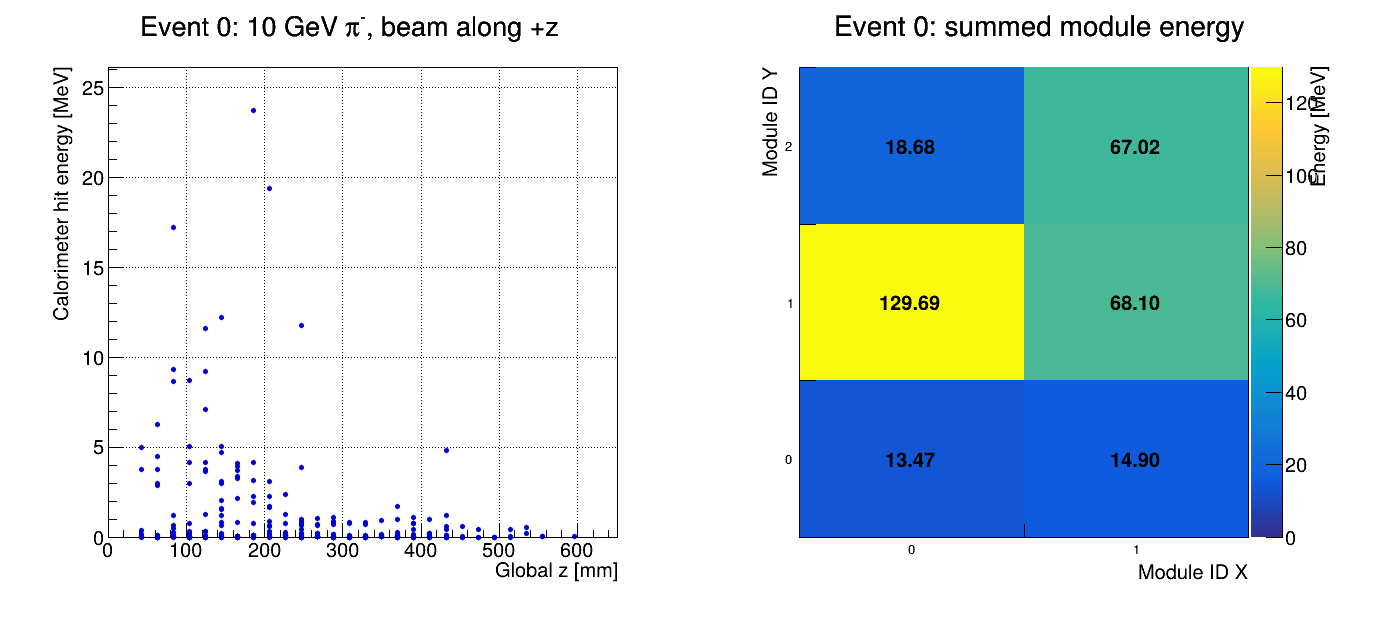 Event 0: 10 GeV π⁻, beam along +z
Calorimeter hit energy [MeV]
25
20
15
10
5
0
0 100 200 300 400 500 600
Global z [mm]
Event 0: summed module energy
Module ID Y
2
1
0
18.68 67.02
129.69 68.10
13.47 14.90
0 1
Module ID X
Energy [MeV]
120
100
80
60
40
20
0